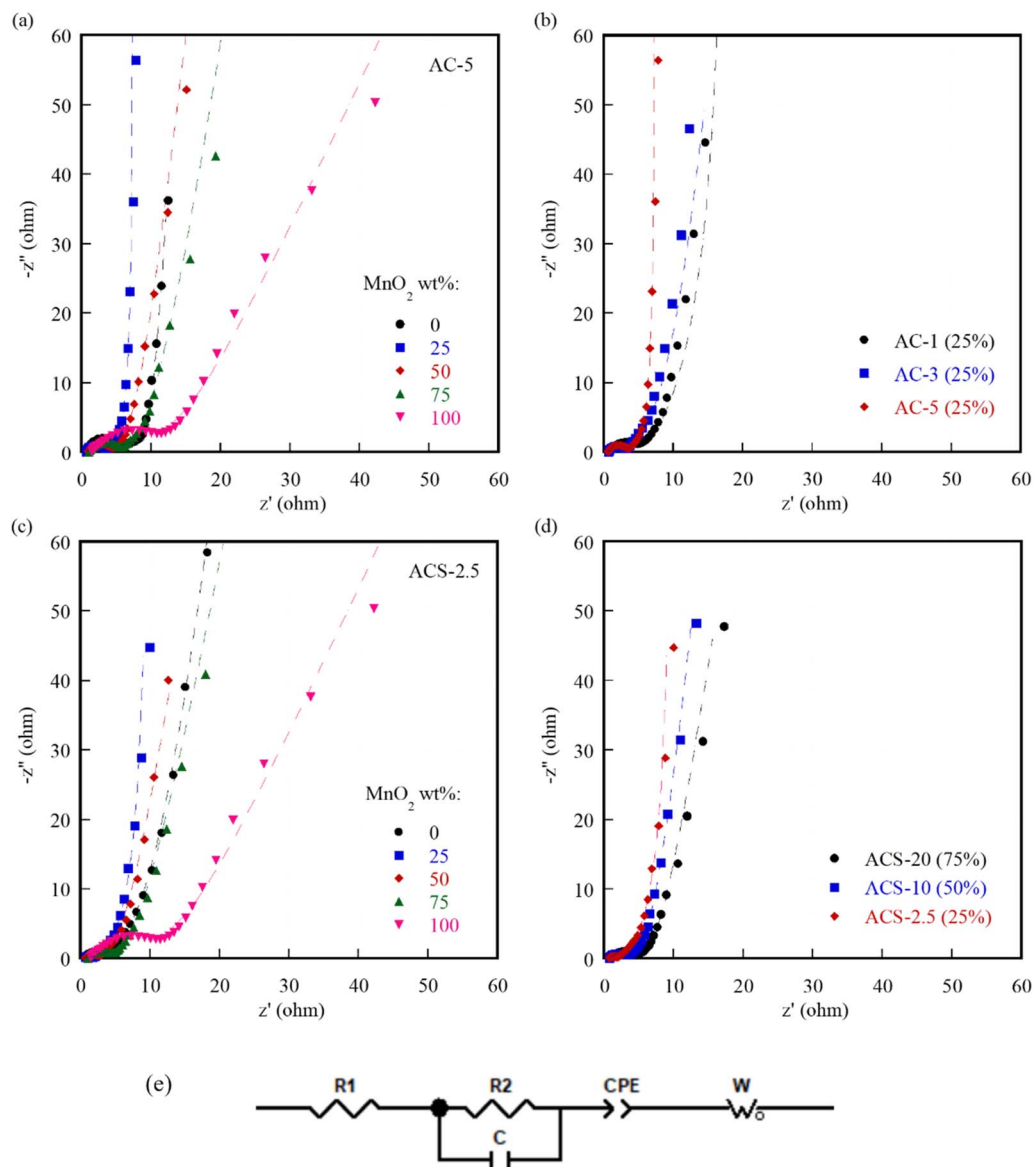 (a)
60
50
40
30
20
10
0
-z" (ohm)
AC-5
MnO2 wt%:
0
25
50
75
100
0 10 20 30 40 50 60
z' (ohm)
(b)
60
50
40
30
20
10
0
-z" (ohm)
AC-1 (25%)
AC-3 (25%)
AC-5 (25%)
0 10 20 30 40 50 60
z' (ohm)
(c)
60
50
40
30
20
10
0
-z" (ohm)
ACS-2.5
MnO2 wt%:
0
25
50
75
100
0 10 20 30 40 50 60
z' (ohm)
(d)
60
50
40
30
20
10
0
-z" (ohm)
ACS-20 (75%)
ACS-10 (50%)
ACS-2.5 (25%)
0 10 20 30 40 50 60
z' (ohm)
(e)
R1 R2 CPE W
C